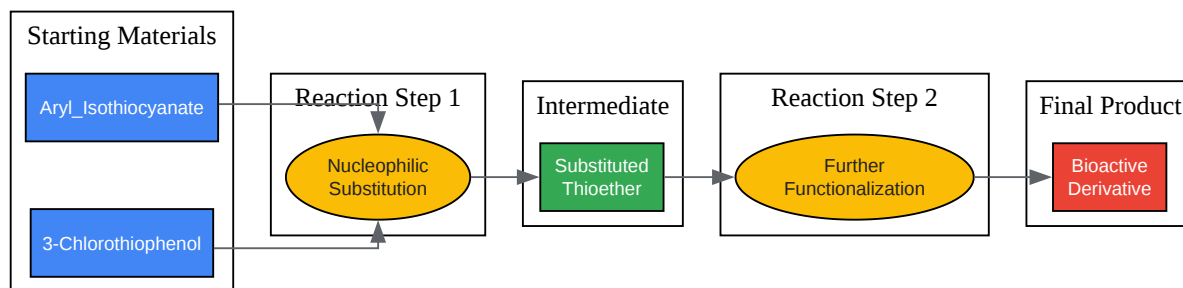 Starting Materials
Aryl_Isothiocyanate
3-Chlorothiophenol
Reaction Step 1
Nucleophilic
Substitution
Intermediate
Substituted
Thioether
Reaction Step 2
Further
Functionalization
Final Product
Bioactive
Derivative